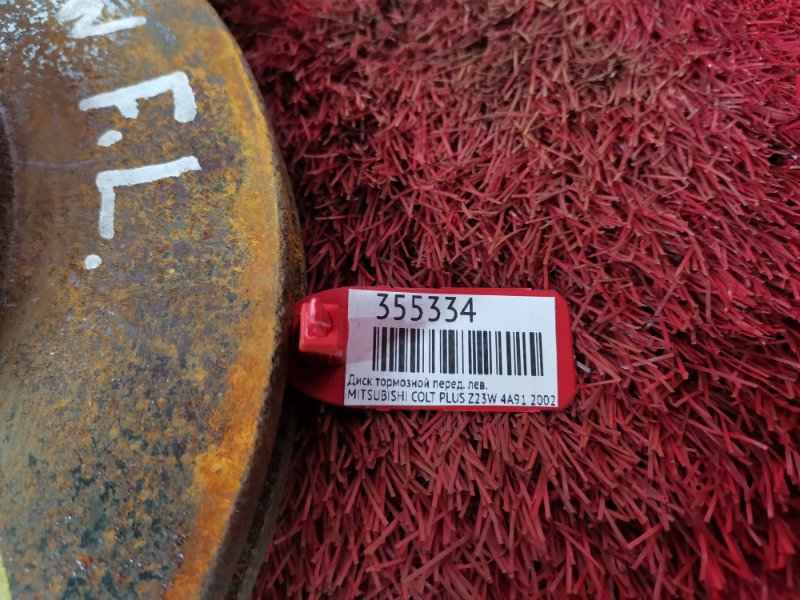 W
F.L.
355334
Диск тормозной перед. лев.
MITSUBISHI COLT PLUS Z23W 4A91 2002